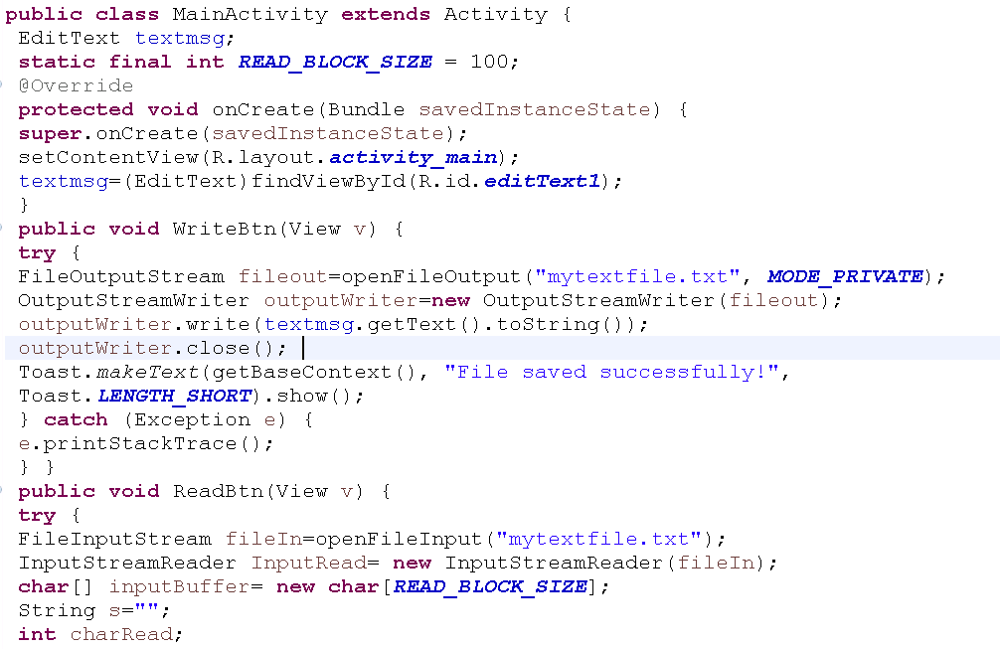 public class MainActivity extends Activity {
EditText textmsg;
static final int READ_BLOCK_SIZE = 100;
@Override
protected void onCreate(Bundle savedInstanceState) {
super.onCreate(savedInstanceState);
setContentView(R.layout.activity_main);
textmsg=(EditText)findViewById(R.id.editText1);
}
public void WriteBtn(View v) {
try {
FileOutputStream fileout=openFileOutput("mytextfile.txt", MODE_PRIVATE);
OutputStreamWriter outputWriter=new OutputStreamWriter(fileout);
outputWriter.write(textmsg.getText().toString());
outputWriter.close();
Toast.makeText(getBaseContext(), "File saved successfully!",
Toast.LENGTH_SHORT).show();
} catch (Exception e) {
e.printStackTrace();
} }
public void ReadBtn(View v) {
try {
FileInputStream fileIn=openFileInput("mytextfile.txt");
InputStreamReader InputRead= new InputStreamReader(fileIn);
char[] inputBuffer= new char[READ_BLOCK_SIZE];
String s="";
int charRead;